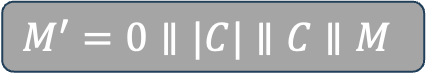 M′ = 0 ∥ |C| ∥ C ∥ M